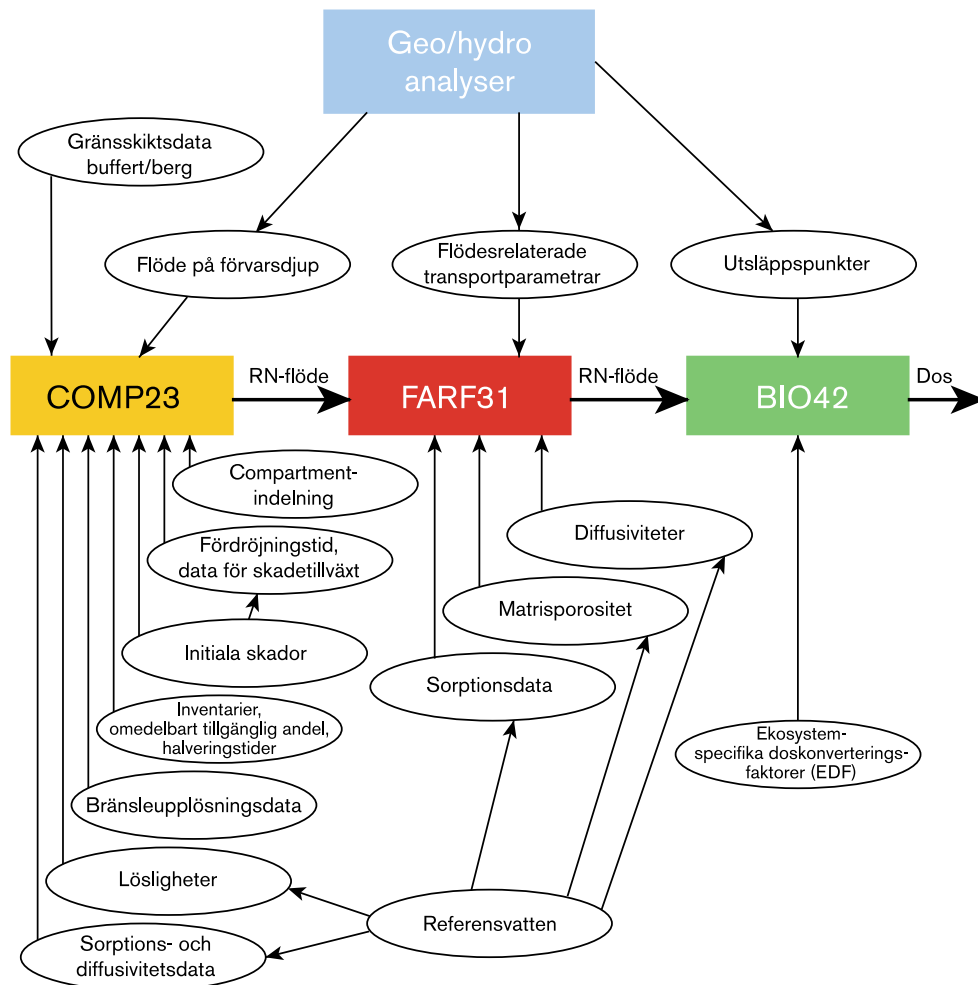 Geo/hydro
analyser
Gränsskiktsdata
buffert/berg
Flöde på förvarsdjup
Flödesrelaterade
transportparametrar
Utsläppspunkter
COMP23
RN-flöde
FARF31
RN-flöde
BIO42
Dos
Compartment-
indelning
Fördröjningstid,
data för skadetillväxt
Diffusiviteter
Matrisporositet
Initiala skador
Sorptionsdata
Inventarier,
omedelbart tillgänglig andel,
halveringstider
Ekosystem-
specifika doskonverterings-
faktorer (EDF)
Bränsleupplösningsdata
Lösligheter
Referensvatten
Sorptions- och
diffusivitetsdata